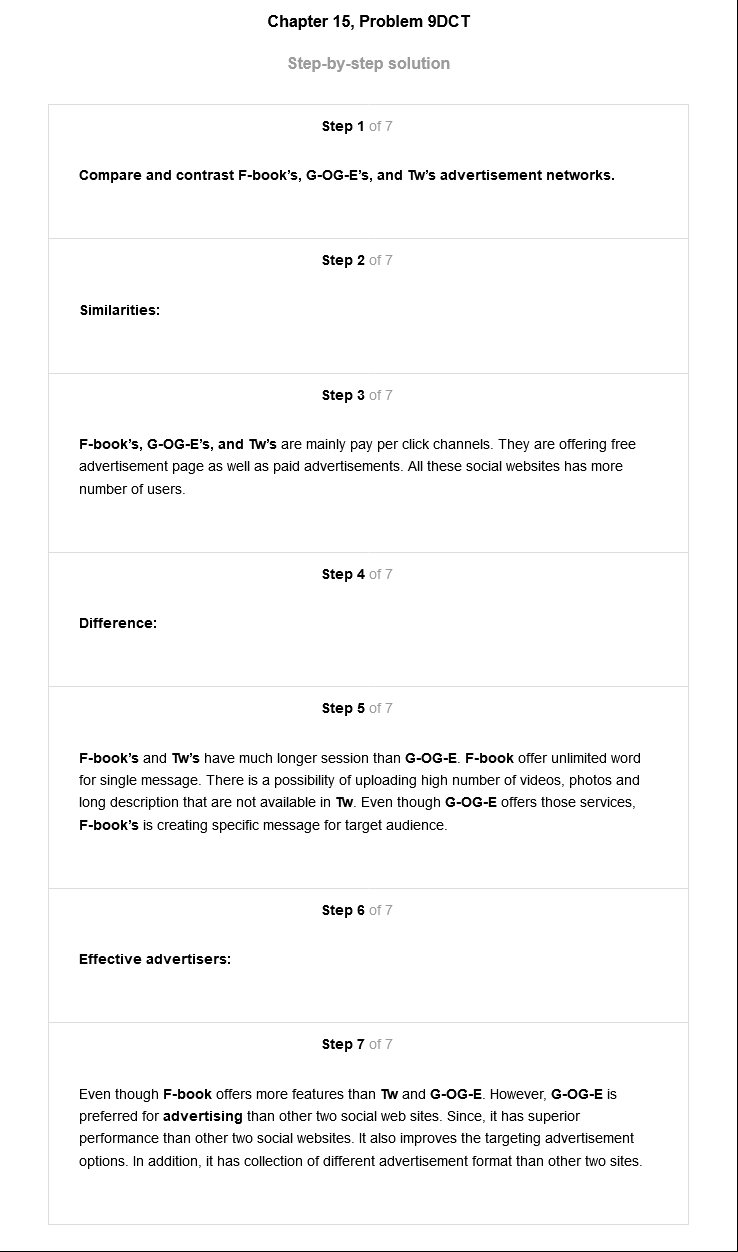 Chapter 15, Problem 9DCT
Step-by-step solution
Step 1 of 7
Compare and contrast F-book’s, G-OG-E’s, and Tw’s advertisement networks.
Step 2 of 7
Similarities:
Step 3 of 7
F-book’s, G-OG-E’s, and Tw’s are mainly pay per click channels. They are offering free
advertisement page as well as paid advertisements. All these social websites has more
number of users.
Step 4 of 7
Difference:
Step 5 of 7
F-book’s and Tw’s have much longer session than G-OG-E. F-book offer unlimited word
for single message. There is a possibility of uploading high number of videos, photos and
long description that are not available in Tw. Even though G-OG-E offers those services,
F-book’s is creating specific message for target audience.
Step 6 of 7
Effective advertisers:
Step 7 of 7
Even though F-book offers more features than Tw and G-OG-E. However, G-OG-E is
preferred for advertising than other two social web sites. Since, it has superior
performance than other two social websites. It also improves the targeting advertisement
options. In addition, it has collection of different advertisement format than other two sites.